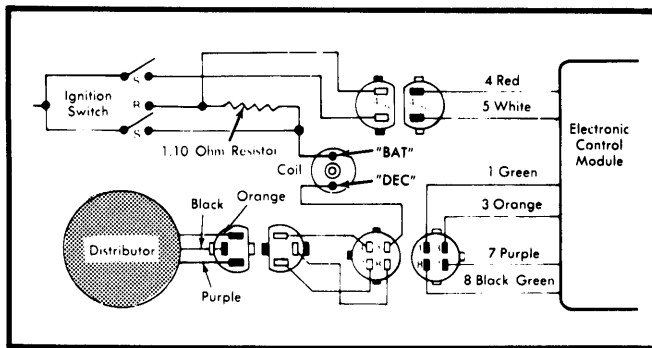 S
Ignition
Switch
R
S
1.10 Ohm Resistor
Coil
"BAT"
"DEC"
4 Red
5 White
Electronic
Control
Module
1 Green
3 Orange
7 Purple
8 Black Green
Orange
Black
Distributor
Purple